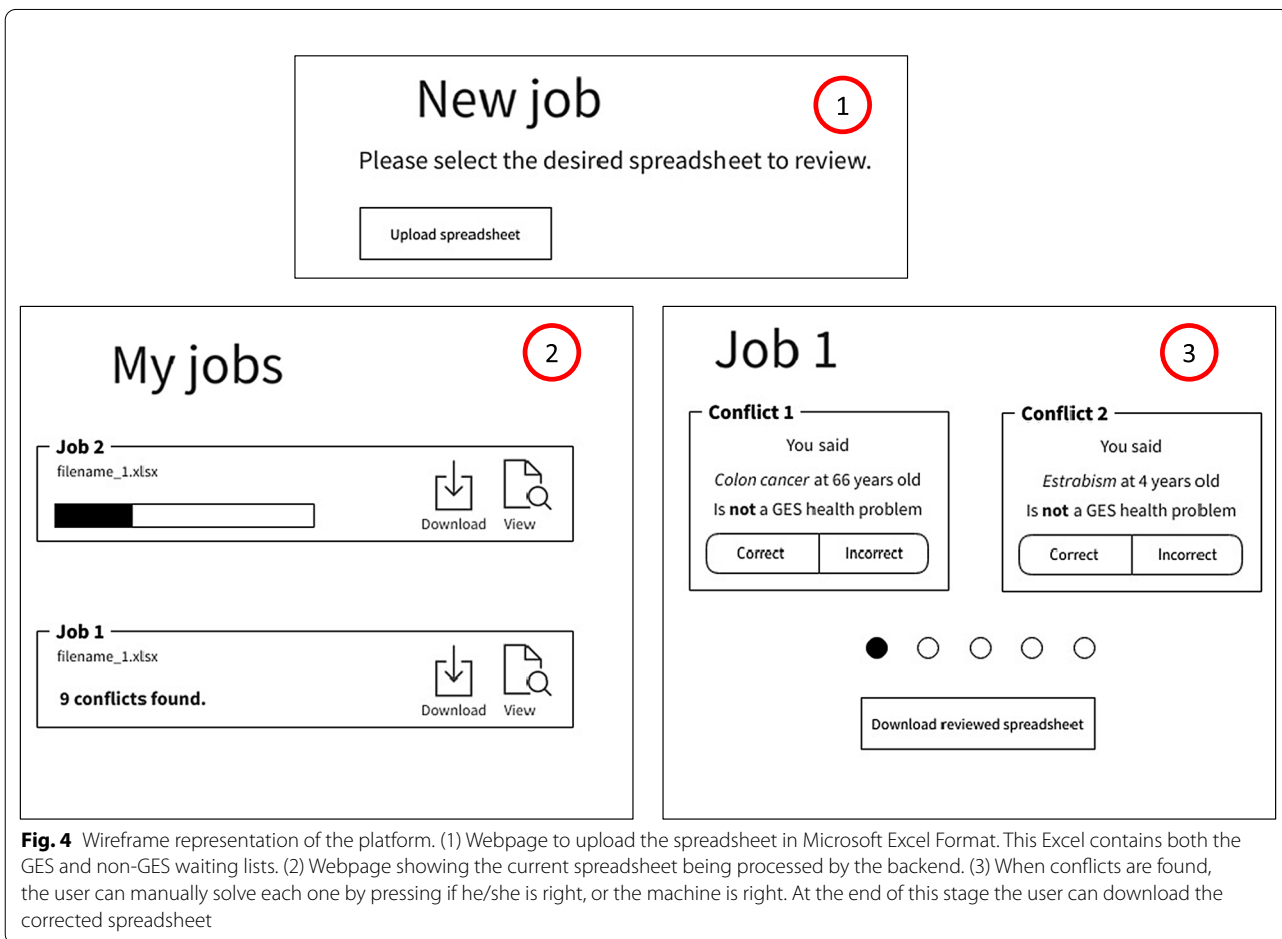 New job
1
Please select the desired spreadsheet to review.
Upload spreadsheet
My jobs
2
Job 2
filename_1.xlsx
Download View
Job 1
filename_1.xlsx
9 conflicts found.
Download View
Job 1
3
Conflict 1
You said
Colon cancer at 66 years old
Is not a GES health problem
Correct Incorrect
Conflict 2
You said
Estrabism at 4 years old
Is not a GES health problem
Correct Incorrect
Download reviewed spreadsheet
Fig. 4 Wireframe representation of the platform. (1) Webpage to upload the spreadsheet in Microsoft Excel Format. This Excel contains both the
GES and non-GES waiting lists. (2) Webpage showing the current spreadsheet being processed by the backend. (3) When conflicts are found,
the user can manually solve each one by pressing if he/she is right, or the machine is right. At the end of this stage the user can download the
corrected spreadsheet